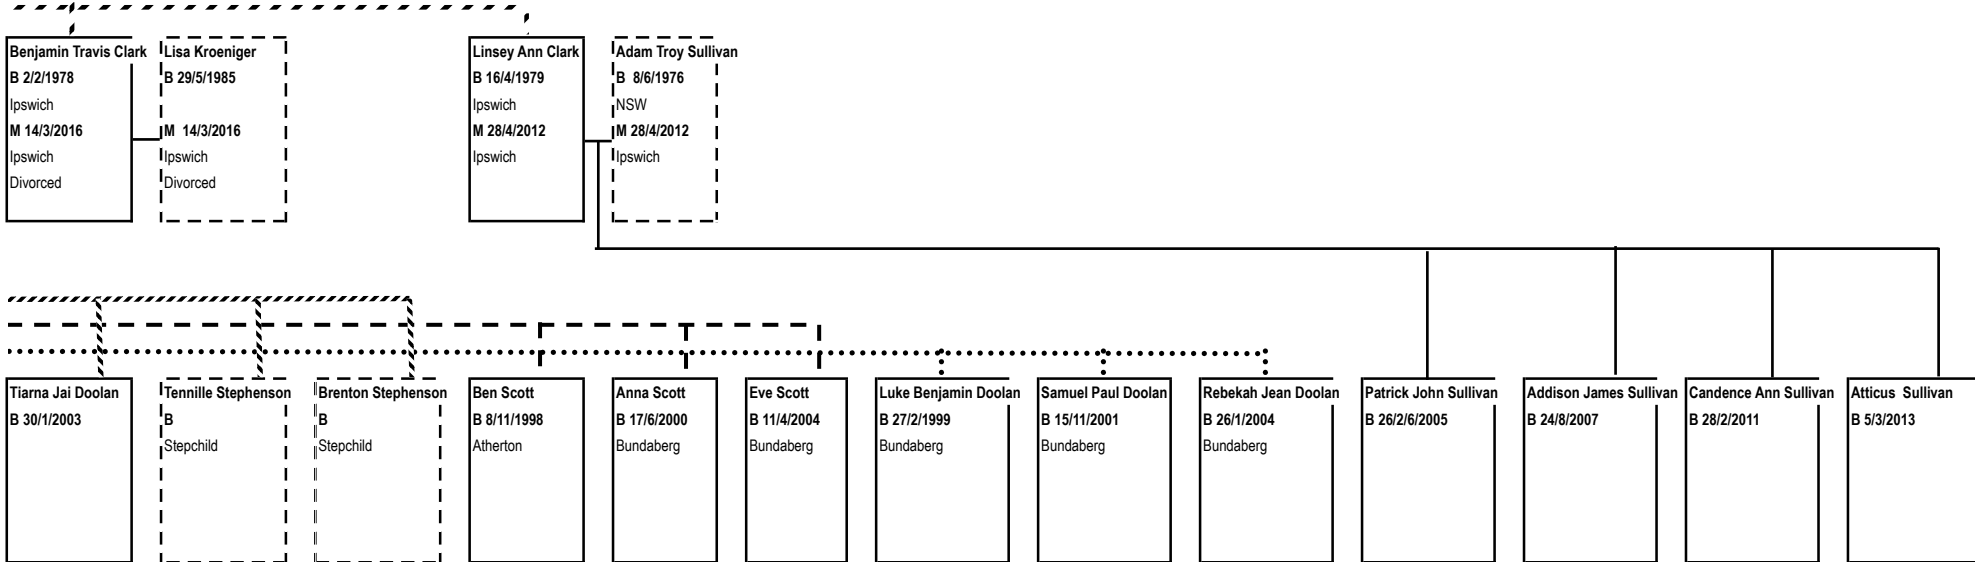 Benjamin Travis Clark
B 2/2/1978
Ipswich
M 14/3/2016
Ipswich
Divorced
Lisa Kroeniger
B 29/5/1985
M 14/3/2016
Ipswich
Divorced
Linsey Ann Clark
B 16/4/1979
Ipswich
M 28/4/2012
Ipswich
Adam Troy Sullivan
B 8/6/1976
NSW
M 28/4/2012
Ipswich
Tiarna Jai Doolan
B 30/1/2003
Tennille Stephenson
B
Stepchild
Brenton Stephenson
B
Stepchild
Ben Scott
B 8/11/1998
Atherton
Anna Scott
B 17/6/2000
Bundaberg
Eve Scott
B 11/4/2004
Bundaberg
Luke Benjamin Doolan
B 27/2/1999
Bundaberg
Samuel Paul Doolan
B 15/11/2001
Bundaberg
Rebekah Jean Doolan
B 26/1/2004
Bundaberg
Patrick John Sullivan
B 26/2/6/2005
Addison James Sullivan
B 24/8/2007
Candence Ann Sullivan
B 28/2/2011
Atticus Sullivan
B 5/3/2013